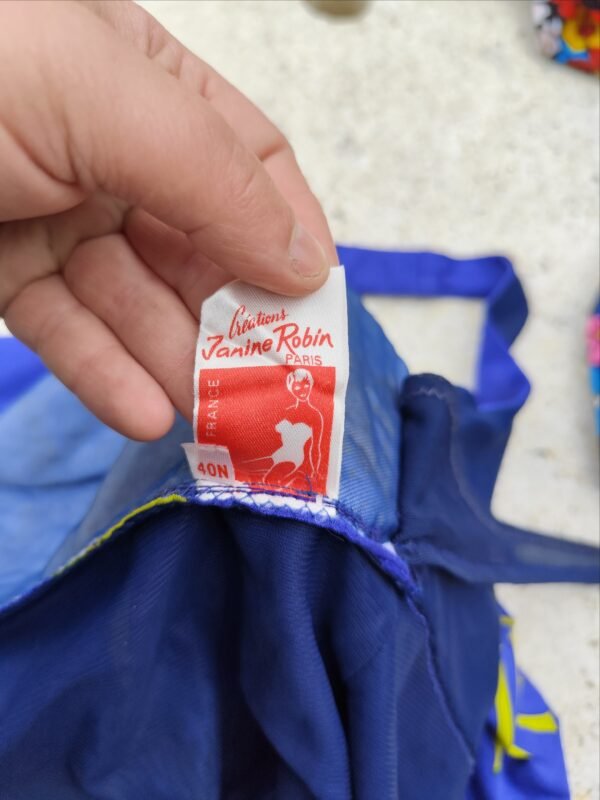 Créations
Janine Robin
PARIS
FRANCE
40N